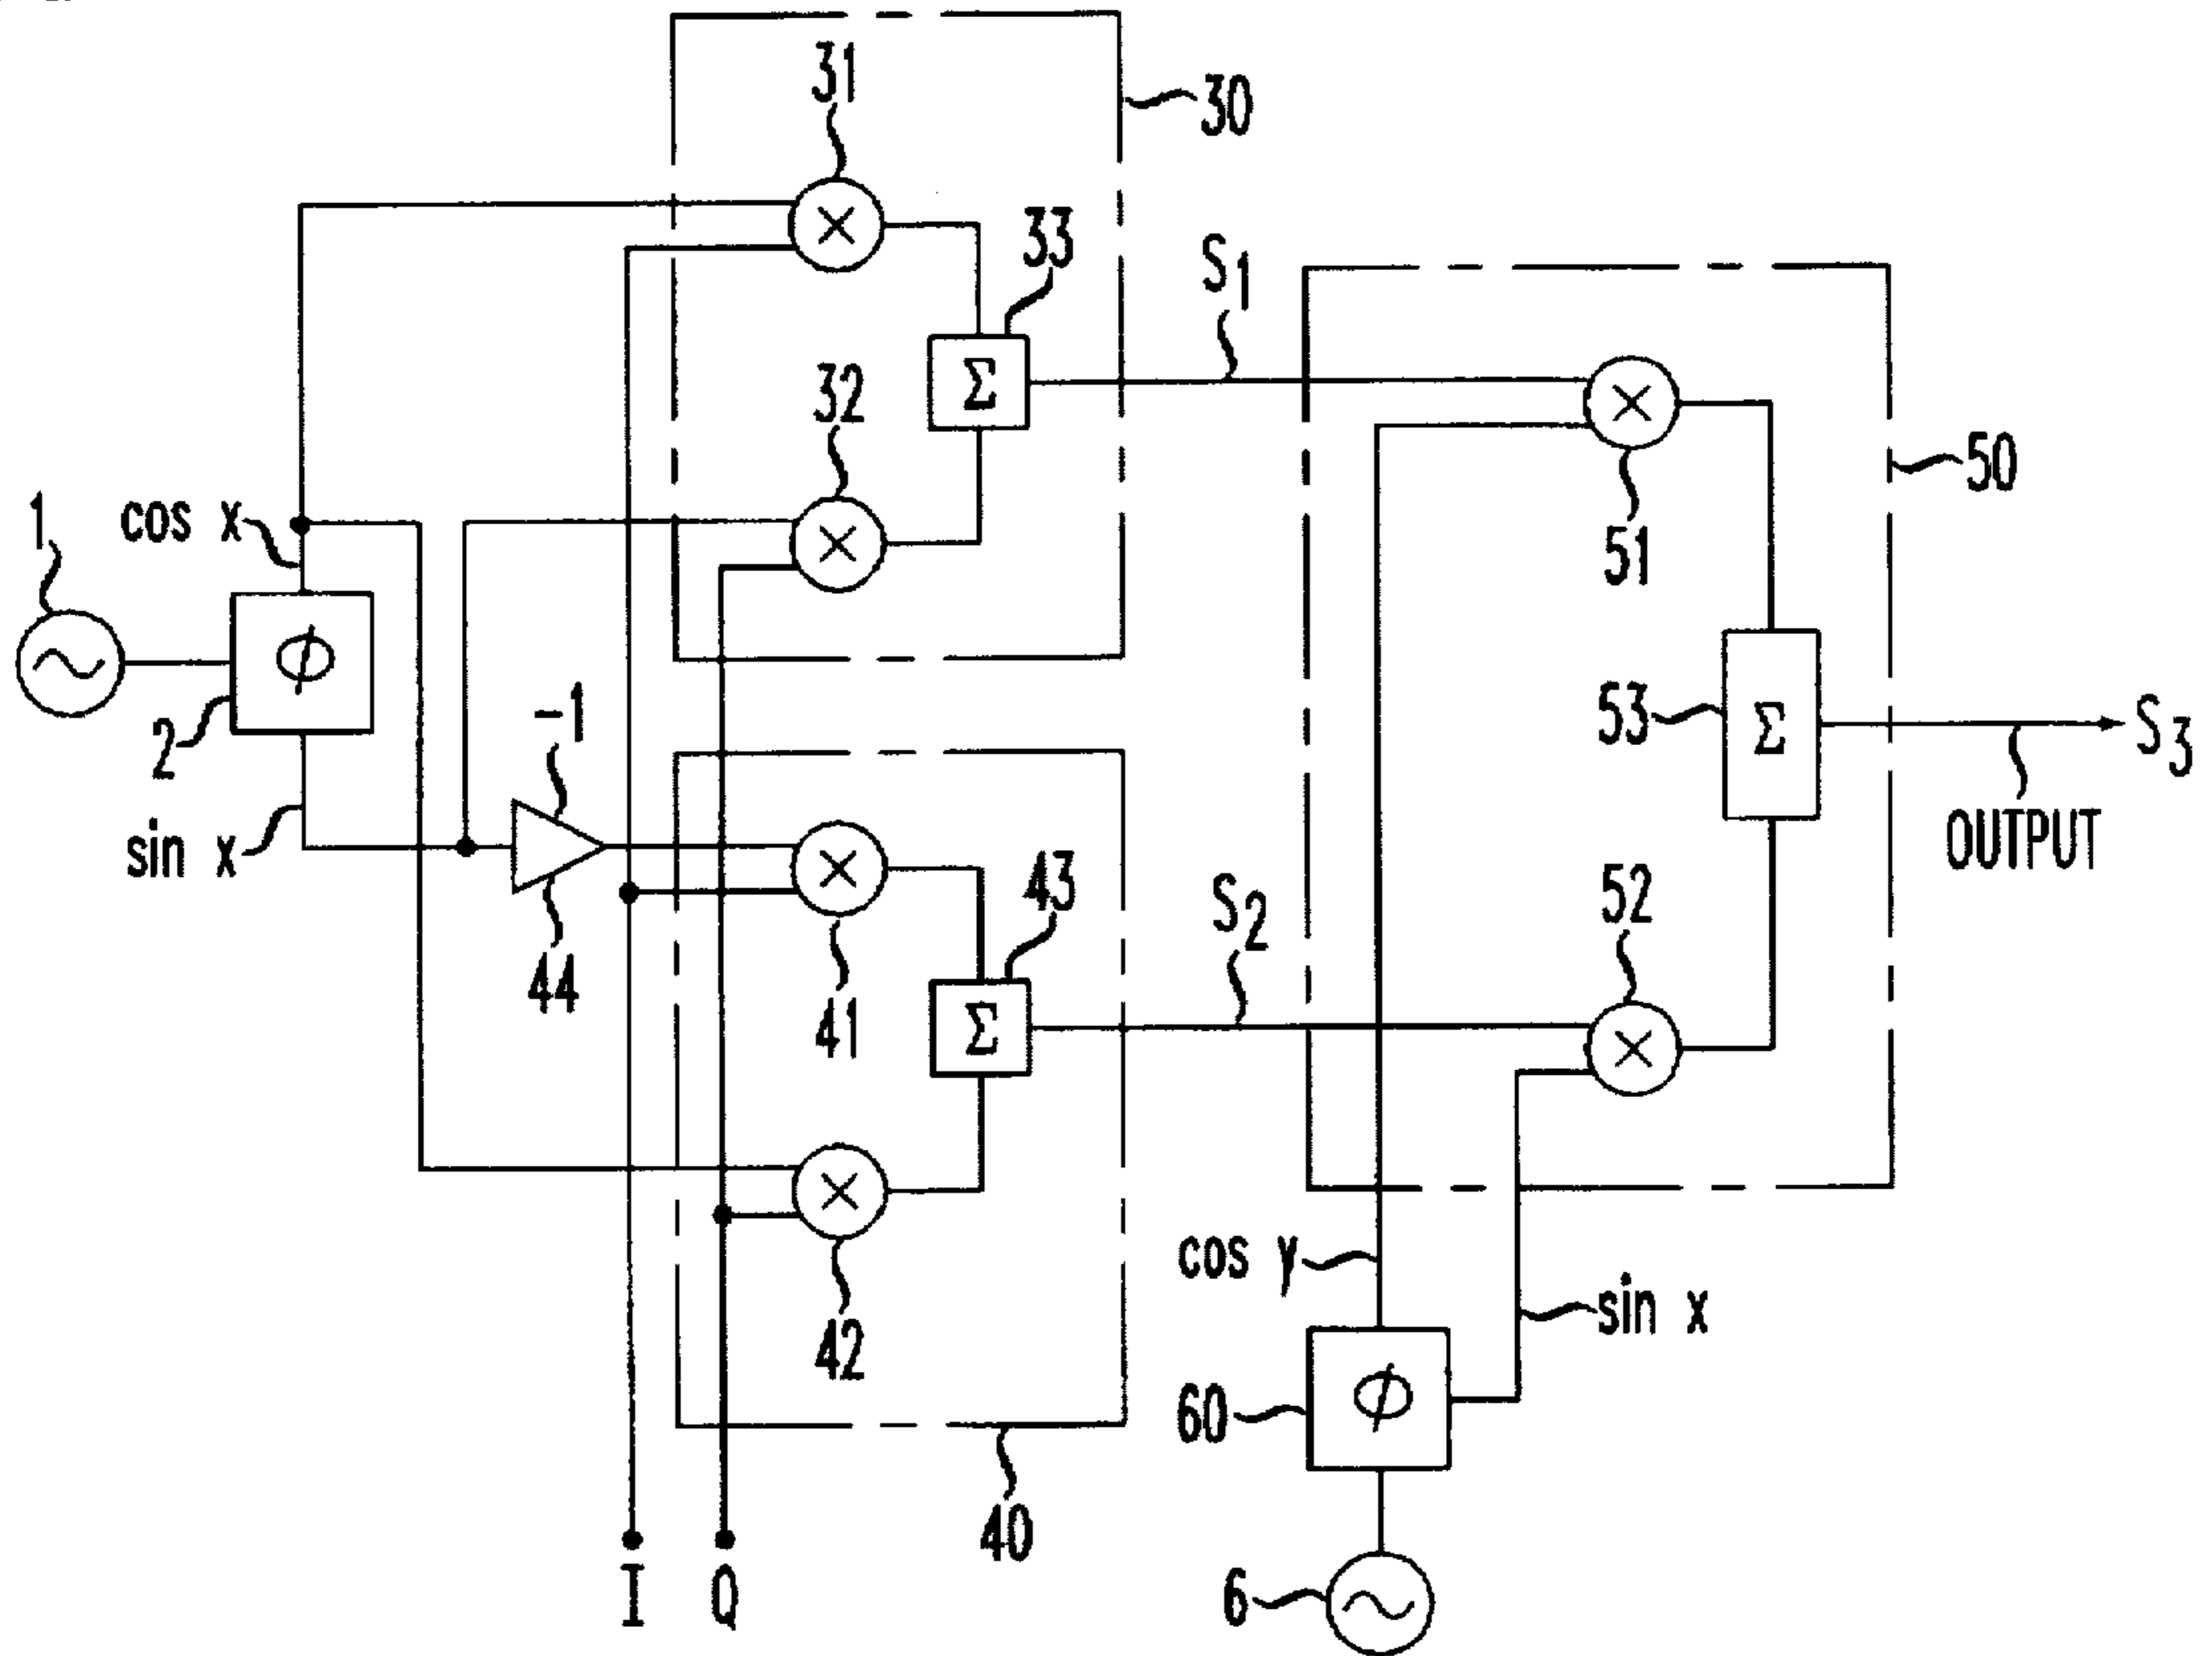 31
30
33
S1
32
50
cos x
1
51
Φ
Σ
×
-1
2
53
Σ
S3
sin x
OUTPUT
43
52
S2
44
41
Σ
cos y
sin x
42
60
Φ
40
I
Q
6